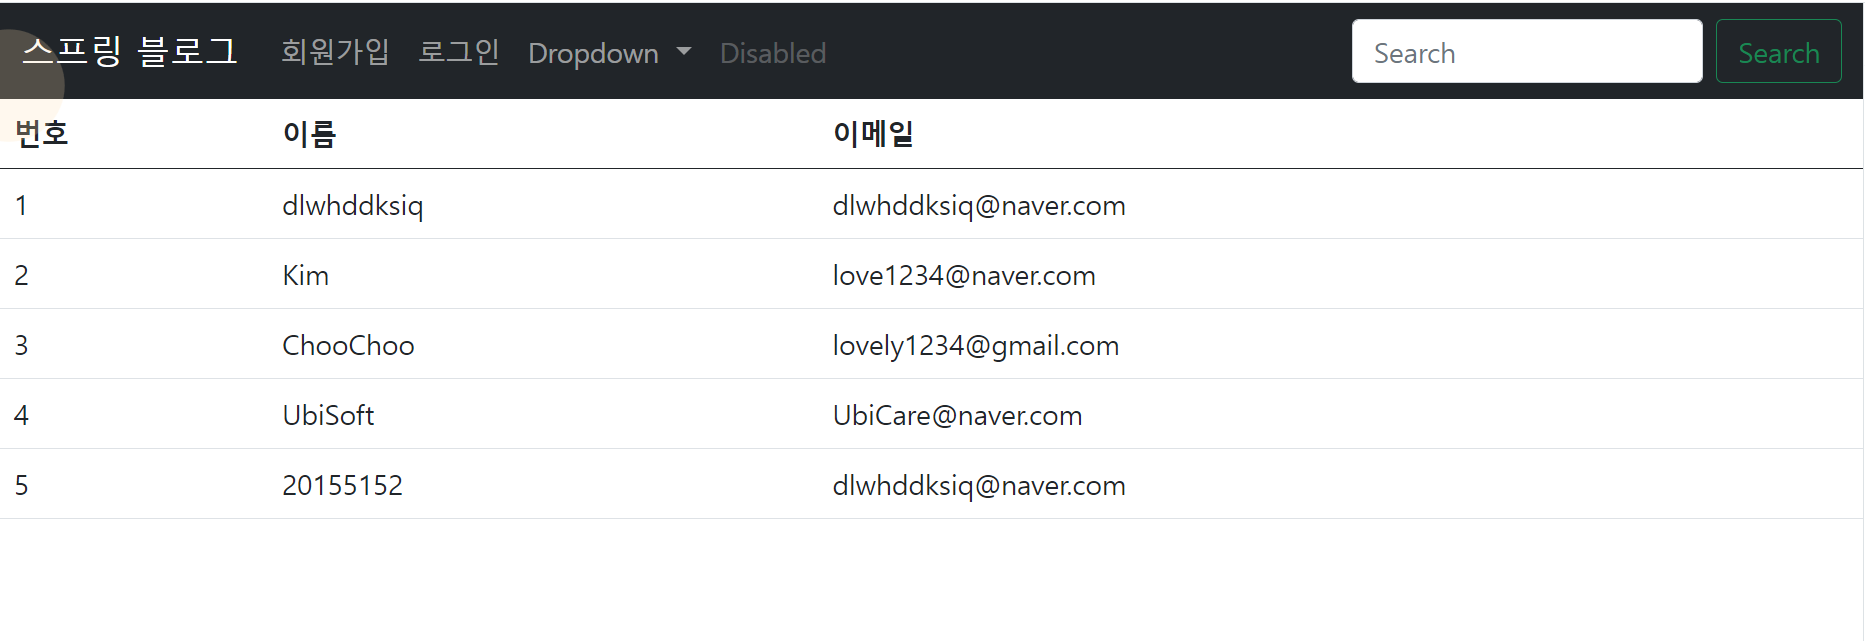 스프링 블로그 회원가입 로그인 Dropdown Disabled Search Search
번호 이름 이메일
1 dlwhddksiq dlwhddksiq@naver.com
2 Kim love1234@naver.com
3 ChooChoo lovely1234@gmail.com
4 UbiSoft UbiCare@naver.com
5 20155152 dlwhddksiq@naver.com